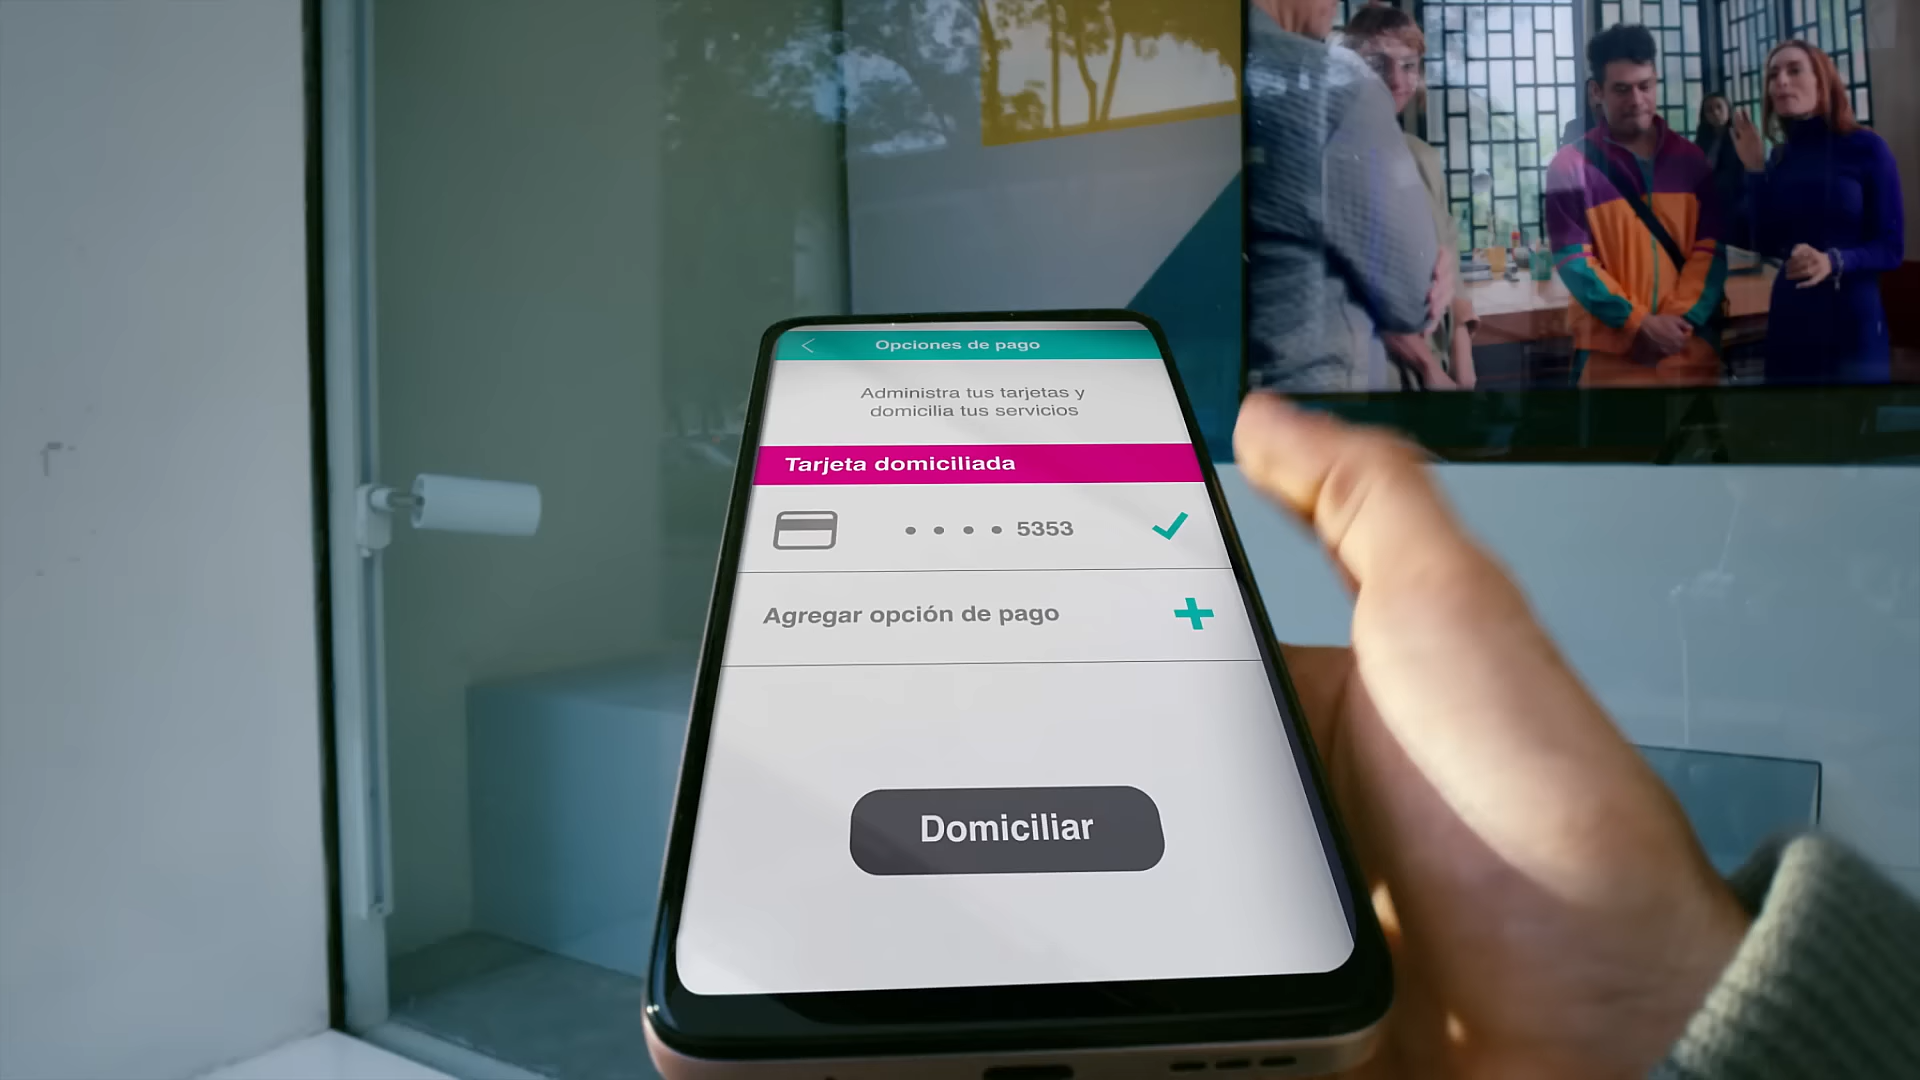 Opciones de pago
Administra tus tarjetas y
domicilia tus servicios
Tarjeta domiciliada
• • • • 5353
Agregar opción de pago
Domiciliar